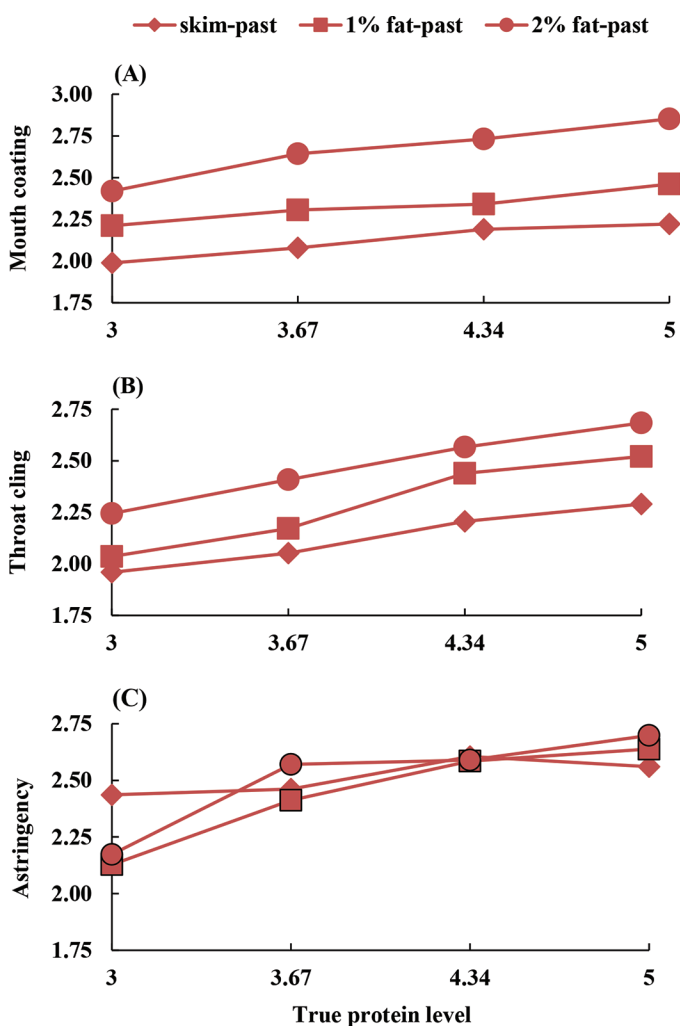 skim-past 1% fat-past 2% fat-past
(A)
Mouth coating
3.00
2.75
2.50
2.25
2.00
1.75
3 3.67 4.34 5
(B)
Throat cling
2.75
2.50
2.25
2.00
1.75
3 3.67 4.34 5
(C)
Astringency
2.75
2.50
2.25
2.00
1.75
3 3.67 4.34 5
True protein level